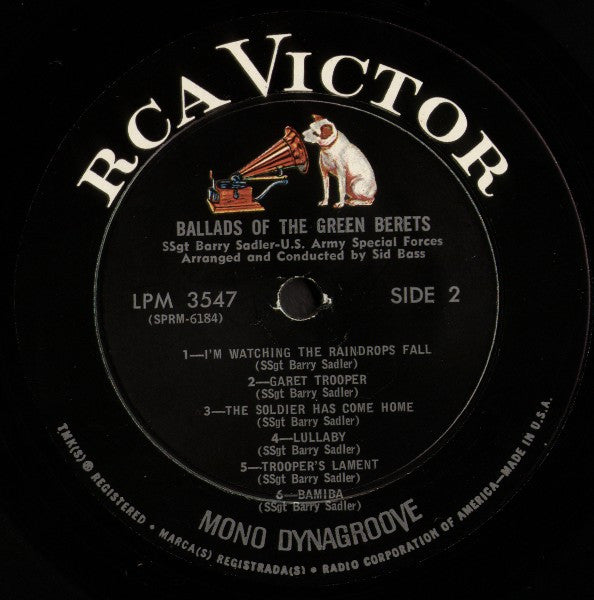 RCA VICTOR
BALLADS OF THE GREEN BERETS
SSgt Barry Sadler-U.S. Army Special Forces
Arranged and Conducted by Sid Bass
LPM 3547
(SPRM-6184)
SIDE 2
1—I'M WATCHING THE RAINDROPS FALL
(SSgt Barry Sadler)
2—GARET TROOPER
(SSgt Barry Sadler)
3—THE SOLDIER HAS COME HOME
(SSgt Barry Sadler)
4—LULLABY
(SSgt Barry Sadler)
5—TROOPER'S LAMENT
(SSgt Barry Sadler)
6—BAMIBA
(SSgt Barry Sadler)
MONO DYNAGROOVE
TMK(S) ® REGISTERED • MARCA(S) REGISTRADA(S) • RADIO CORPORATION OF AMERICA—MADE IN U.S.A.